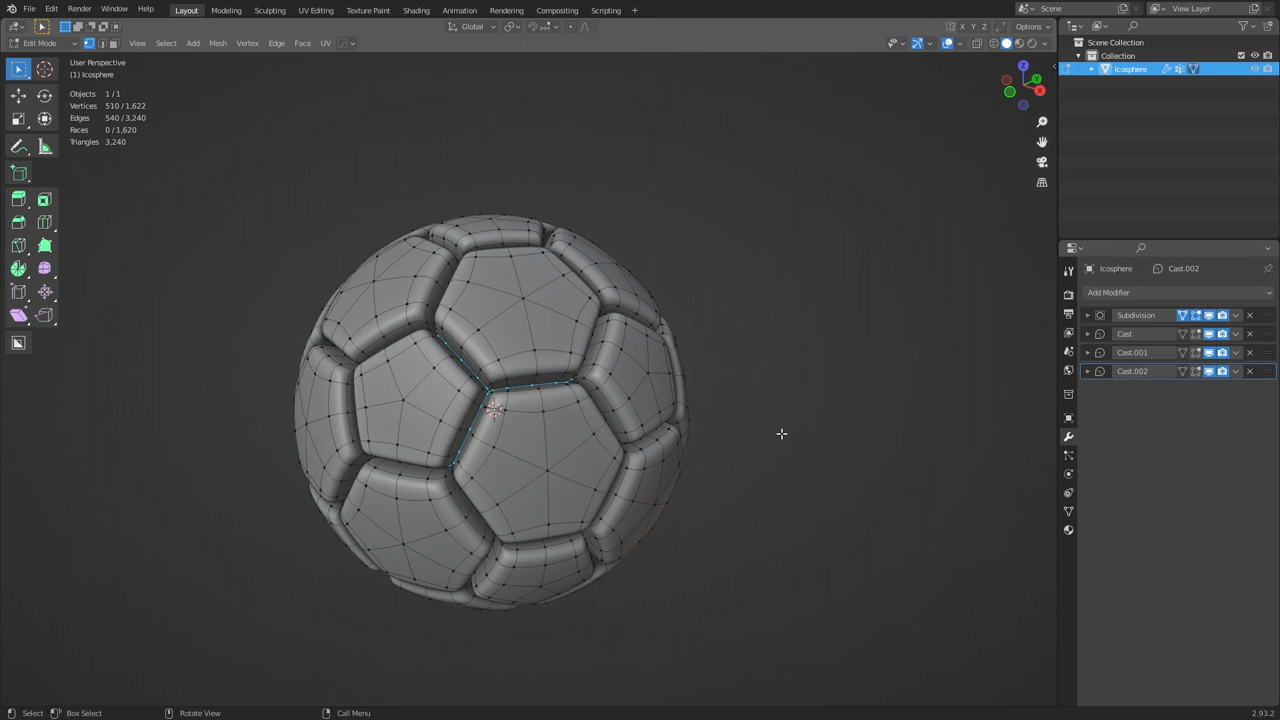 File Edit Render Window Help Layout Modeling Sculpting UV Editing Texture Paint Shading Animation Rendering Compositing Scripting + Scene View Layer
Global Options
Edit Mode View Select Add Mesh Vertex Edge Face UV X Y Z
User Perspective
(1) Icosphere
Objects 1/1
Vertices 510/1,622
Edges 540/3,240
Faces 0/1,620
Triangles 3,240
Z
Y
X
Scene Collection
Collection
Icosphere
Icosphere Cast.002
Add Modifier
Subdivision
Cast
Cast.001
Cast.002
Select Box Select Rotate View Call Menu 2.93.2